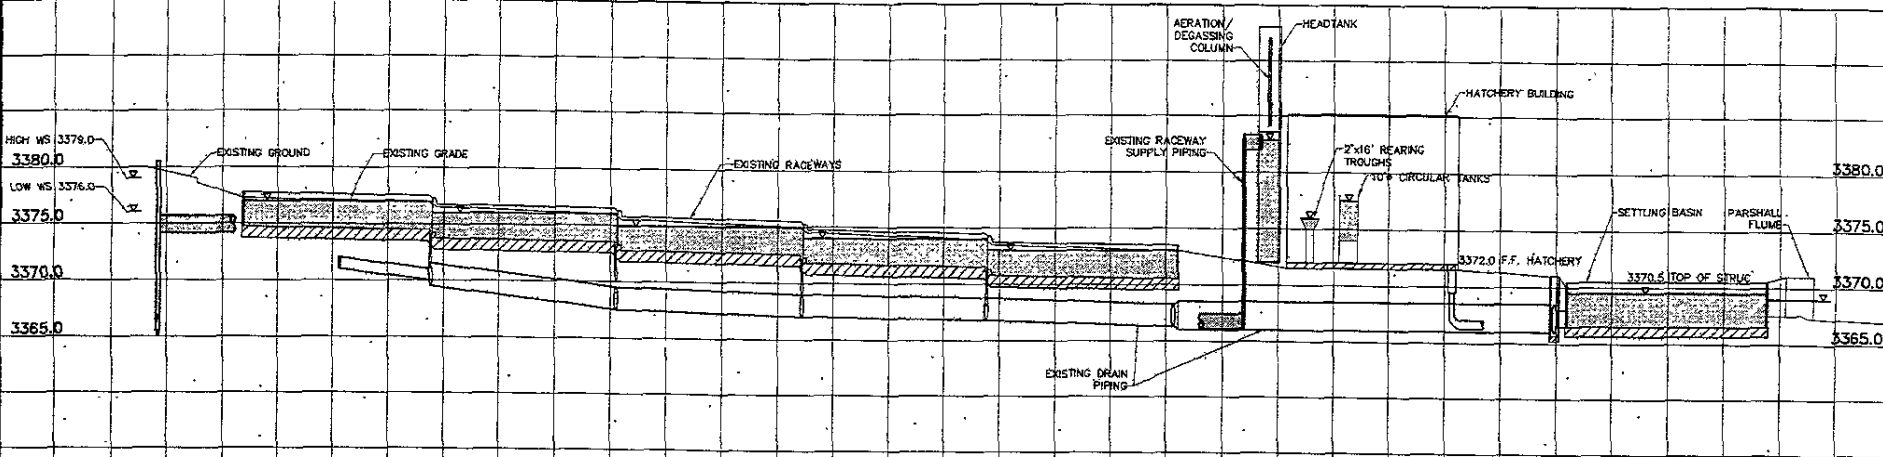 AERATION/
DEGASSING
COLUMN
HEADTANK
HATCHERY BUILDING
HIGH WS 3379.0
3380.0
EXISTING GROUND
EXISTING GRADE
EXISTING RACEWAYS
EXISTING RACEWAY
SUPPLY PIPING
2'x16' REARING
TROUGHS
10'ø CIRCULAR TANKS
3380.0
LOW WS 3376.0
3375.0
SETTLING BASIN
PARSHALL
FLUME
3375.0
3370.0
3372.0 F.F. HATCHERY
3370.5 TOP OF STRUC
3370.0
3365.0
3365.0
EXISTING DRAIN
PIPING